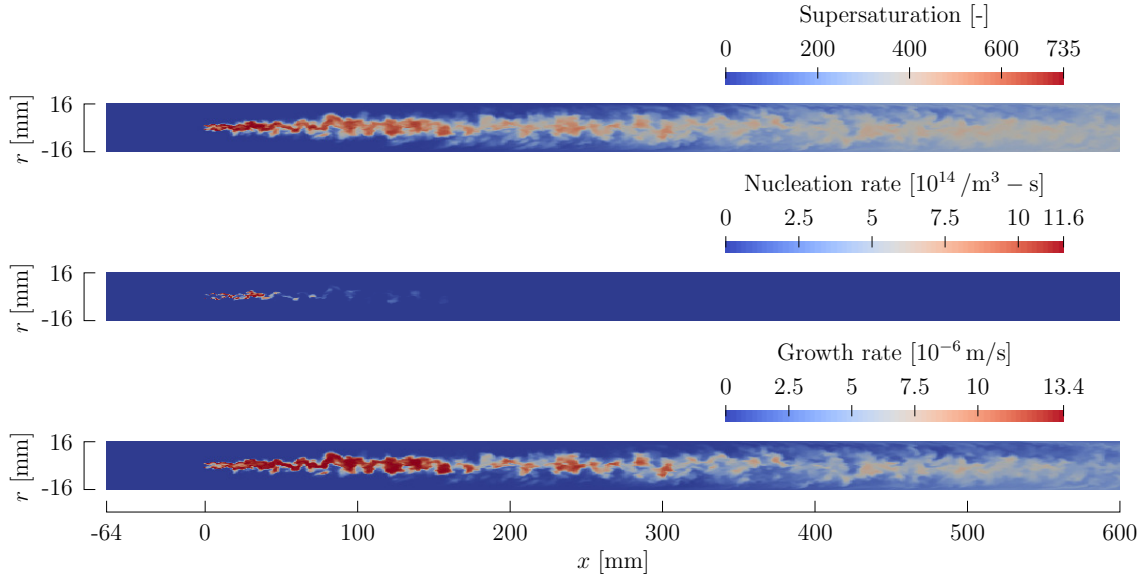 Supersaturation [-]
0 200 400 600 735
16
r [mm]
-16
Nucleation rate [10^14 /m^3 − s]
0 2.5 5 7.5 10 11.6
16
r [mm]
-16
Growth rate [10^−6 m/s]
0 2.5 5 7.5 10 13.4
16
r [mm]
-16
-64 0 100 200 300 400 500 600
x [mm]